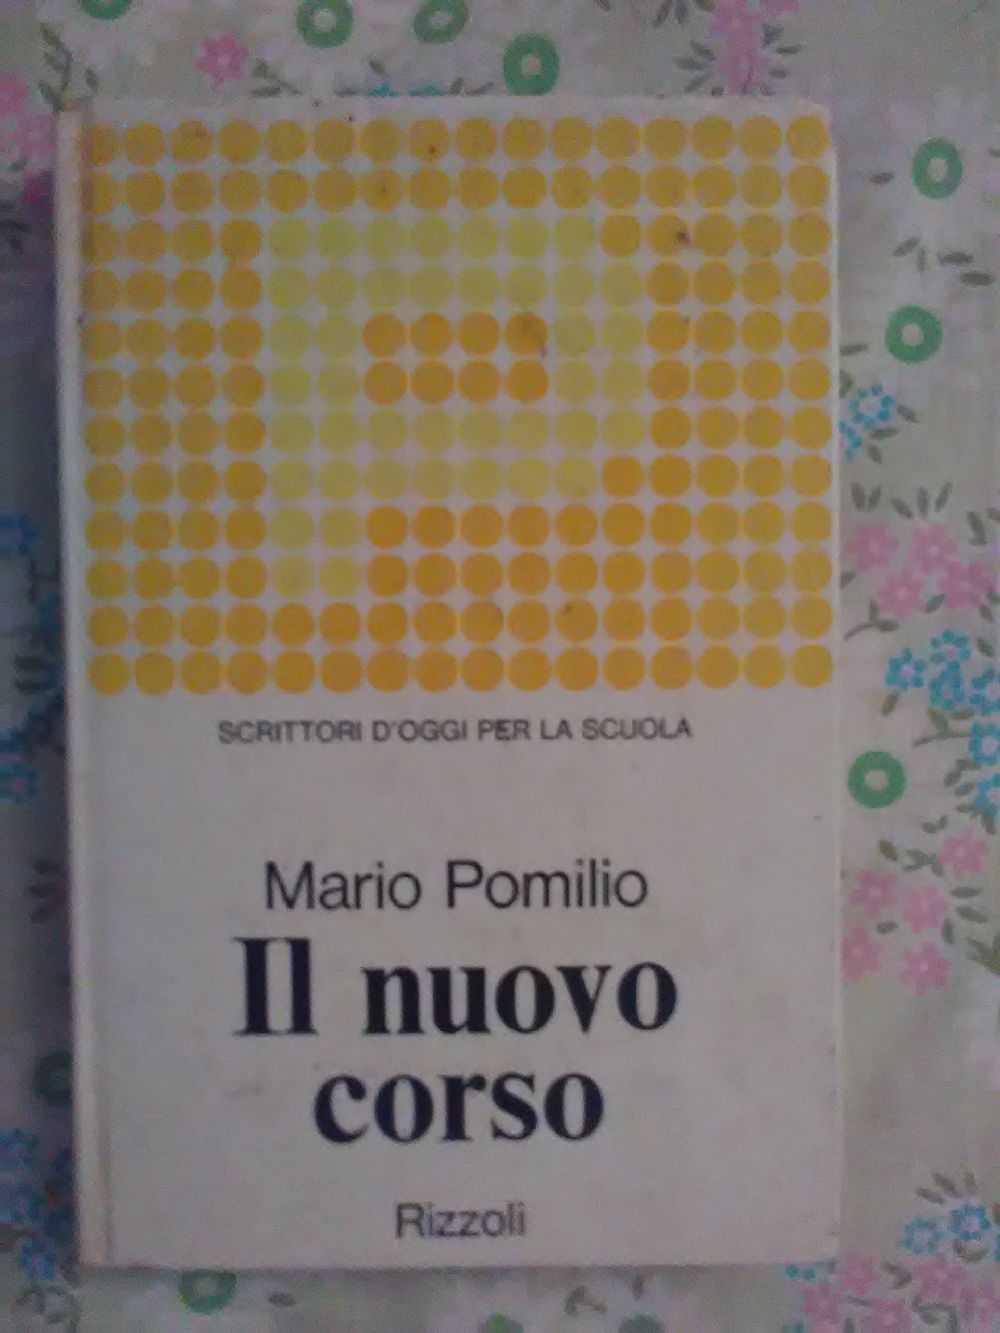 SCRITTORI D'OGGI PER LA SCUOLA
Mario Pomilio
Il nuovo
corso
Rizzoli